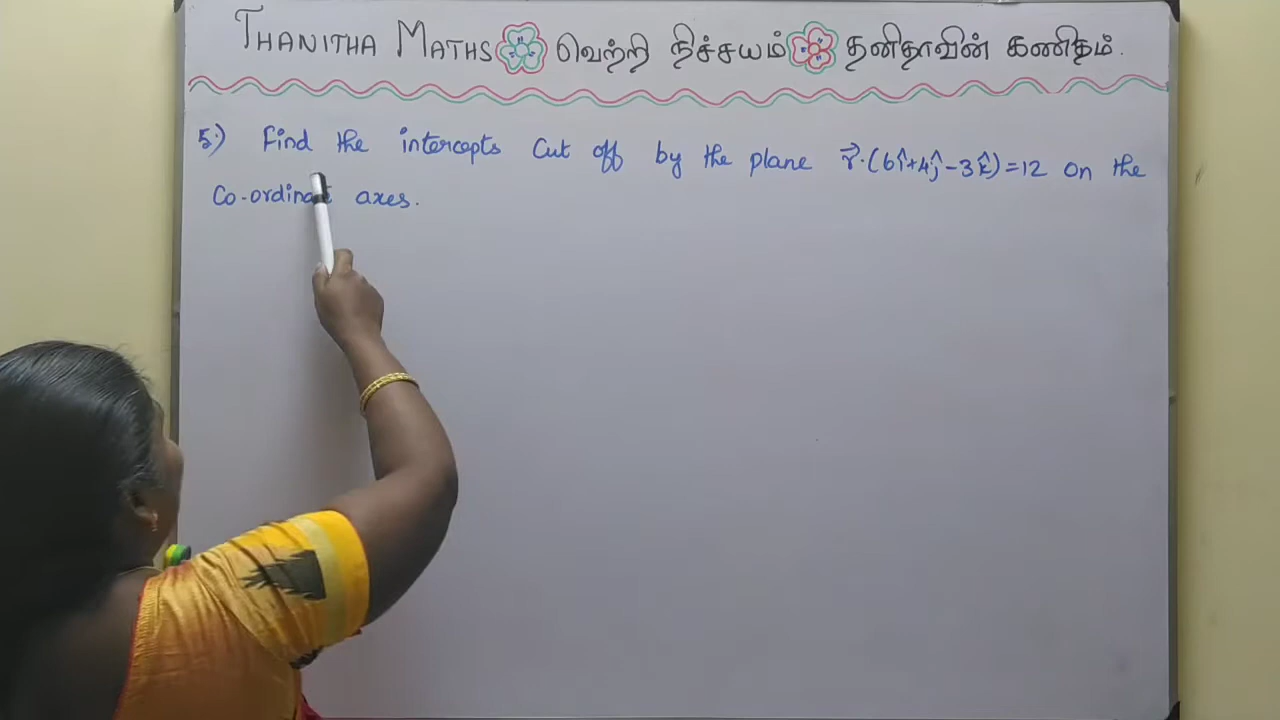 THANITHA MATHS வெற்றி நிச்சயம் தனிதாவின் கணிதம்.
5.) Find the intercepts cut off by the plane r⃗·(6î+4ĵ−3k̂)=12 on the
Co-ordinate axes.